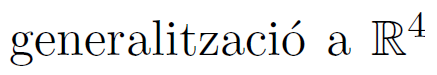 generalització a ℝ⁴